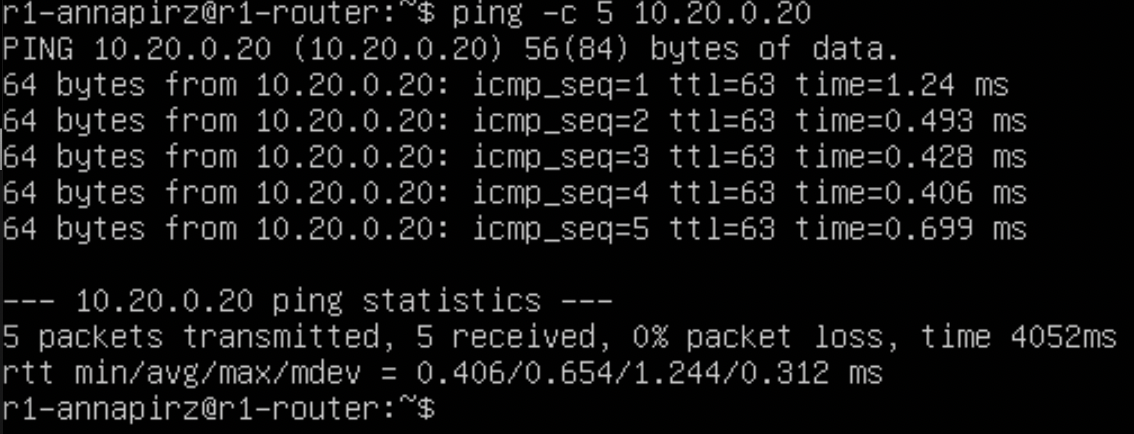 r1-annapirz@r1-router:~$ ping -c 5 10.20.0.20
PING 10.20.0.20 (10.20.0.20) 56(84) bytes of data.
64 bytes from 10.20.0.20: icmp_seq=1 ttl=63 time=1.24 ms
64 bytes from 10.20.0.20: icmp_seq=2 ttl=63 time=0.493 ms
64 bytes from 10.20.0.20: icmp_seq=3 ttl=63 time=0.428 ms
64 bytes from 10.20.0.20: icmp_seq=4 ttl=63 time=0.406 ms
64 bytes from 10.20.0.20: icmp_seq=5 ttl=63 time=0.699 ms

--- 10.20.0.20 ping statistics ---
5 packets transmitted, 5 received, 0% packet loss, time 4052ms
rtt min/avg/max/mdev = 0.406/0.654/1.244/0.312 ms
r1-annapirz@r1-router:~$